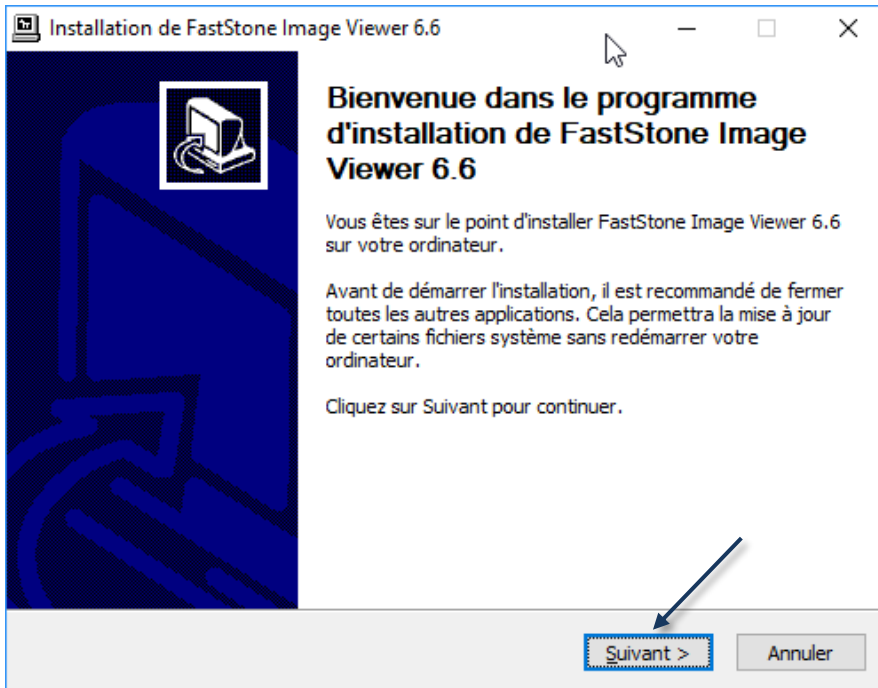 Installation de FastStone Image Viewer 6.6
Bienvenue dans le programme
d'installation de FastStone Image
Viewer 6.6
Vous êtes sur le point d'installer FastStone Image Viewer 6.6
sur votre ordinateur.
Avant de démarrer l'installation, il est recommandé de fermer
toutes les autres applications. Cela permettra la mise à jour
de certains fichiers système sans redémarrer votre
ordinateur.
Cliquez sur Suivant pour continuer.
Suivant >
Annuler